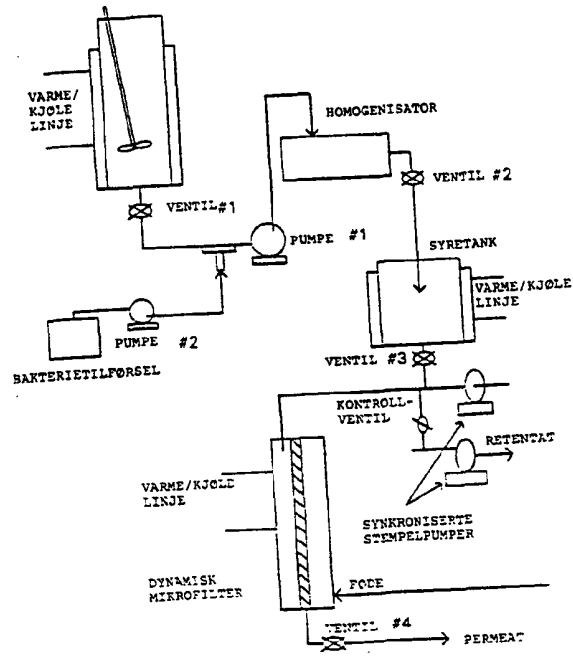 VARME/
KJØLE
LINJE
HOMOGENISATOR
VENTIL #1
VENTIL #2
PUMPE #1
SYRETANK
VARME/KJØLE
LINJE
PUMPE #2
BAKTERIETILFØRSEL
VENTIL #3
KONTROLL-
VENTIL
RETENTAT
VARME/KJØLE
LINJE
SYNKRONISERTE
STEMPELPUMPER
DYNAMISK
MIKROFILTER
FØDE
VENTIL #4
PERMEAT